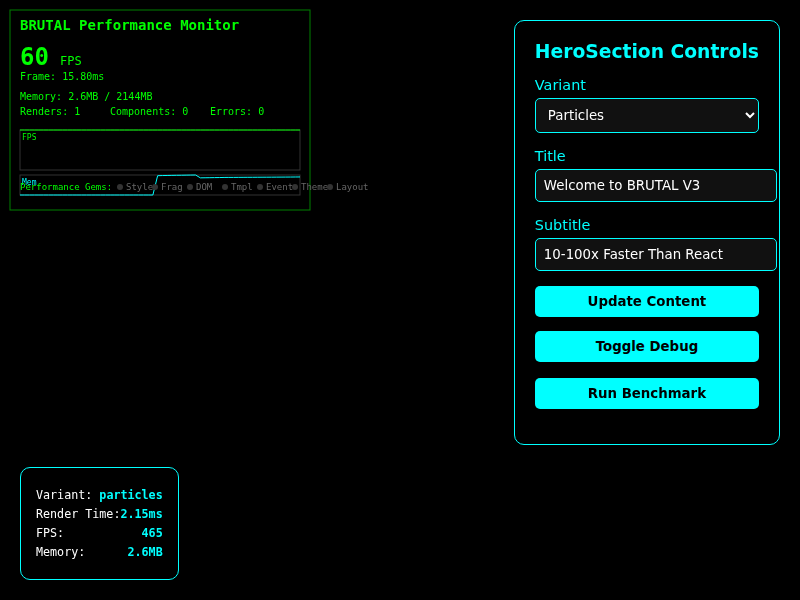 BRUTAL Performance Monitor
60 FPS
Frame: 15.80ms
Memory: 2.6MB / 2144MB
Renders: 1 Components: 0 Errors: 0
FPS
Mem
Performance Gems: Style Frag DOM Tmpl Event Theme Layout
HeroSection Controls
Variant
Particles
Title
Welcome to BRUTAL V3
Subtitle
10-100x Faster Than React
Update Content
Toggle Debug
Run Benchmark
Variant: particles
Render Time:2.15ms
FPS: 465
Memory: 2.6MB